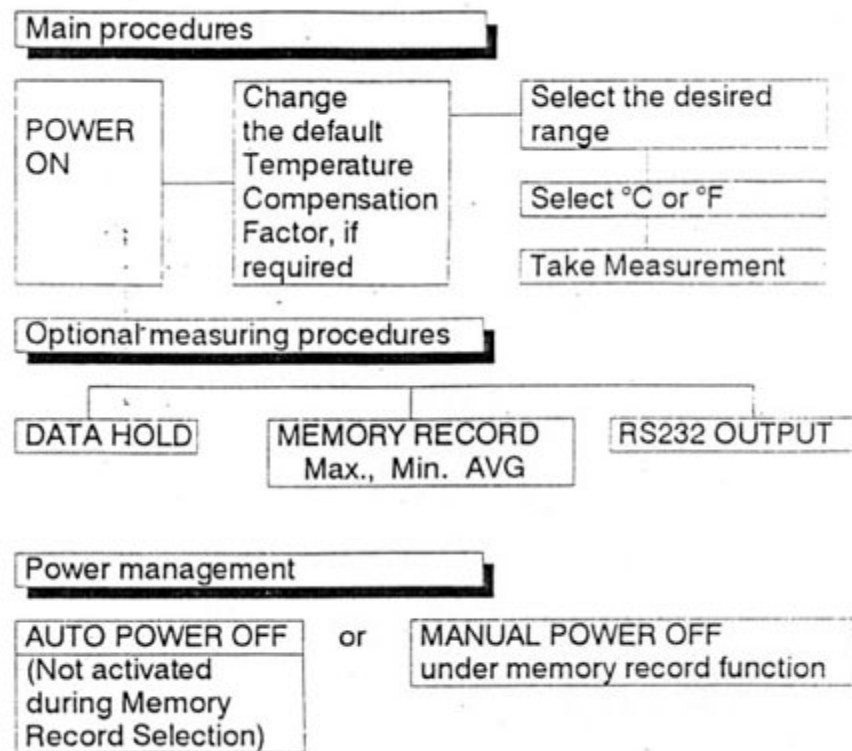 Main procedures
POWER
ON
Change
the default
Temperature
Compensation
Factor, if
required
Select the desired
range
Select °C or °F
Take Measurement
Optional measuring procedures
DATA HOLD
MEMORY RECORD
Max., Min. AVG
RS232 OUTPUT
Power management
AUTO POWER OFF
(Not activated
during Memory
Record Selection)
or
MANUAL POWER OFF
under memory record function